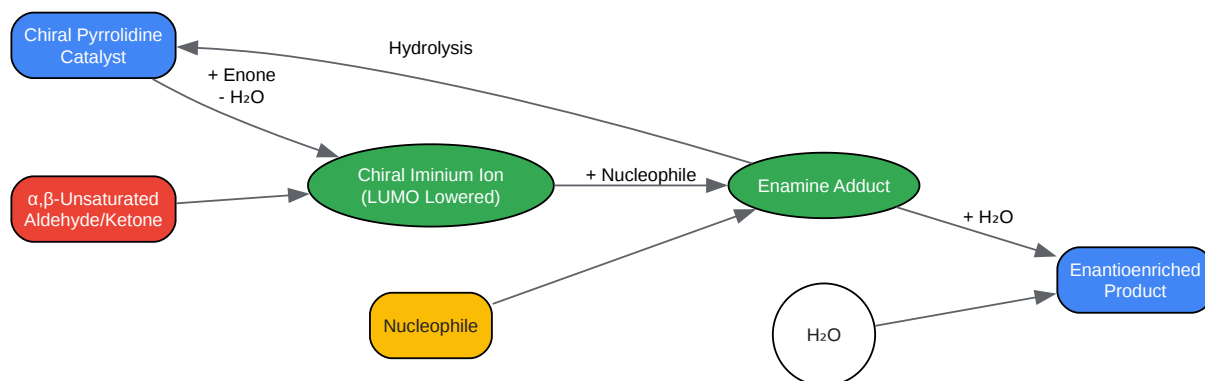 Chiral Pyrrolidine
Catalyst
Hydrolysis
+ Enone
- H₂O
α,β-Unsaturated
Aldehyde/Ketone
Chiral Iminium Ion
(LUMO Lowered)
+ Nucleophile
Enamine Adduct
+ H₂O
Enantioenriched
Product
Nucleophile
H₂O